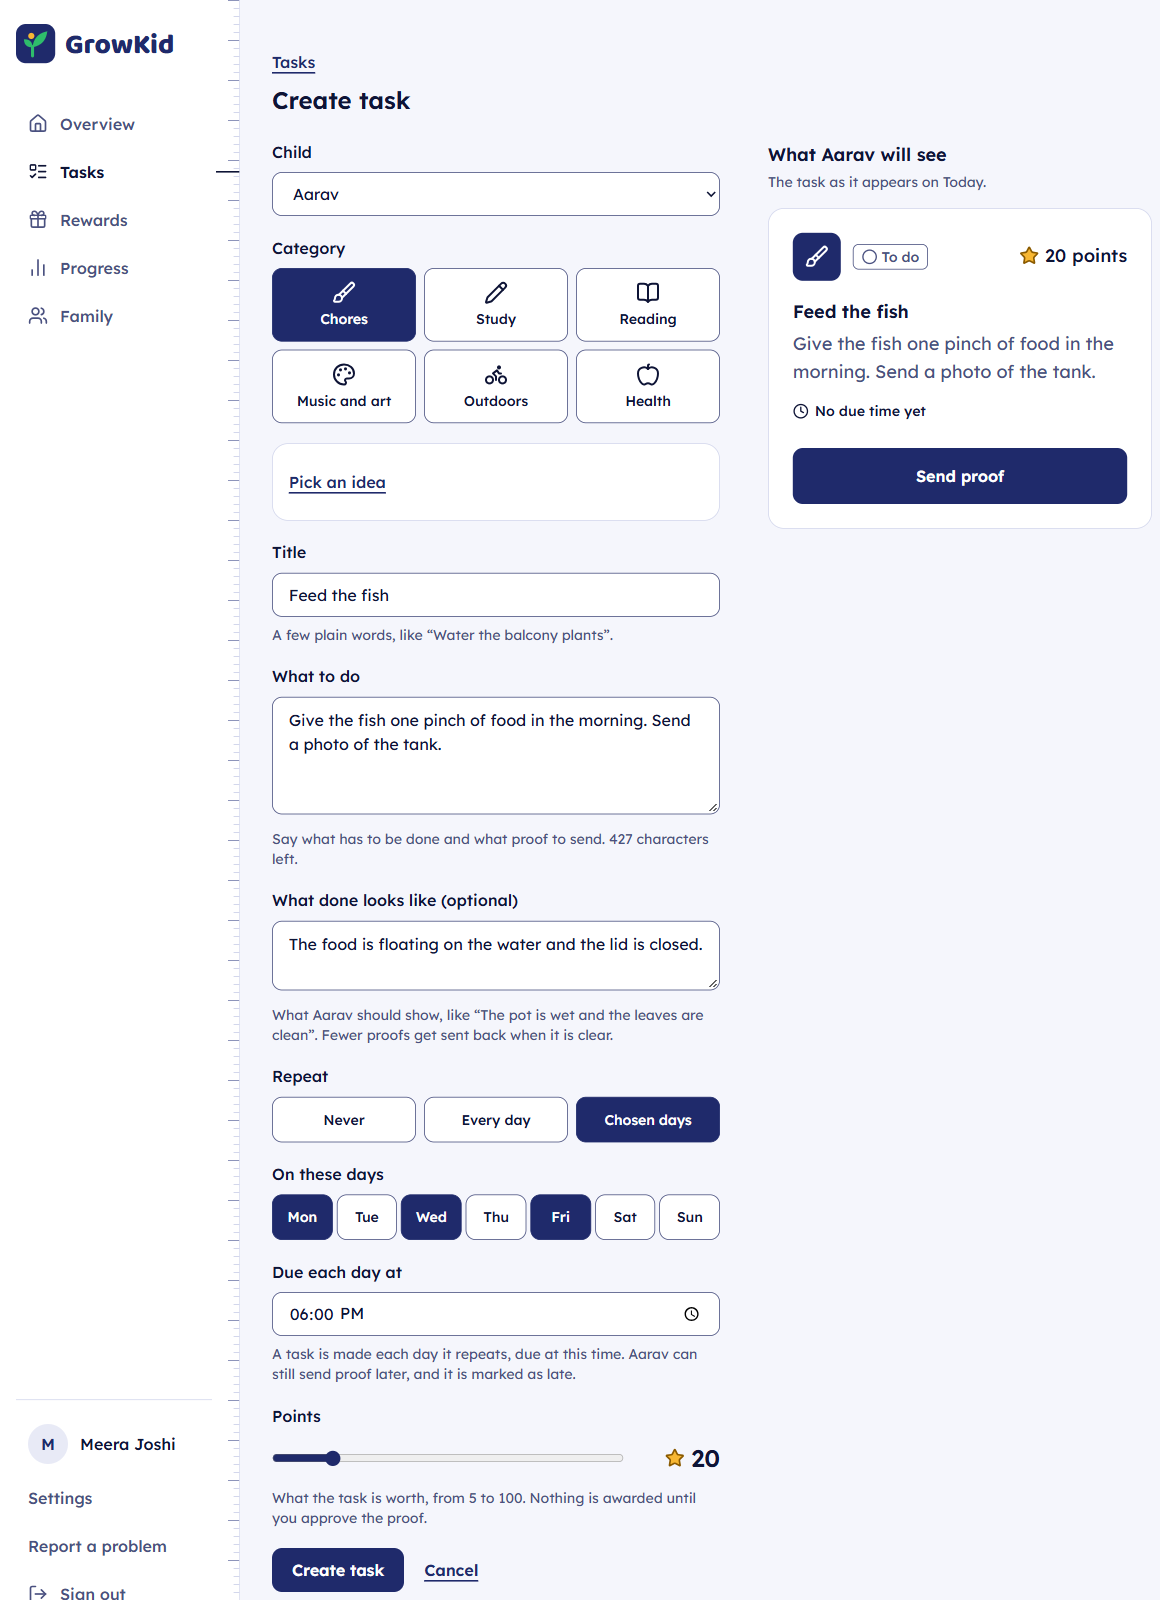 GrowKid
Overview
Tasks
Rewards
Progress
Family
M
Meera Joshi
Settings
Report a problem
Sign out
Tasks
Create task
Child
Aarav
Category
Chores
Study
Reading
Music and art
Outdoors
Health
Pick an idea
Title
Feed the fish
A few plain words, like “Water the balcony plants”.
What to do
Give the fish one pinch of food in the morning. Send
a photo of the tank.
Say what has to be done and what proof to send. 427 characters
left.
What done looks like (optional)
The food is floating on the water and the lid is closed.
What Aarav should show, like “The pot is wet and the leaves are
clean”. Fewer proofs get sent back when it is clear.
Repeat
Never
Every day
Chosen days
On these days
Mon
Tue
Wed
Thu
Fri
Sat
Sun
Due each day at
06:00 PM
A task is made each day it repeats, due at this time. Aarav can
still send proof later, and it is marked as late.
Points
20
What the task is worth, from 5 to 100. Nothing is awarded until
you approve the proof.
Create task
Cancel
What Aarav will see
The task as it appears on Today.
To do
20 points
Feed the fish
Give the fish one pinch of food in the
morning. Send a photo of the tank.
No due time yet
Send proof